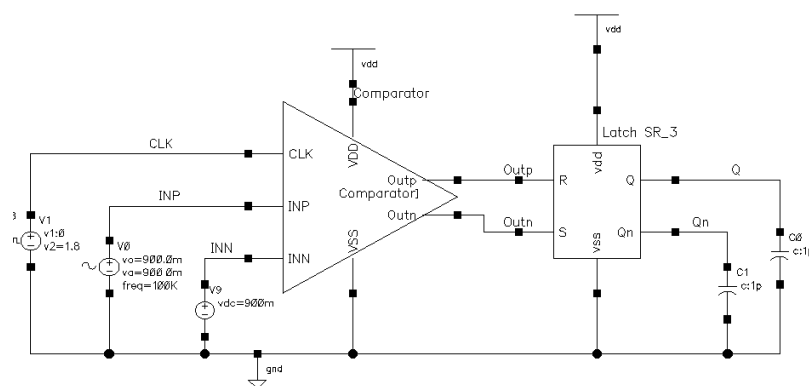 vdd
vdd
Comparator
Latch SR_3
CLK
CLK
VDD
vdd
Outp
Outp
R
Q
Q
Comparator]
INP
INP
V1
v1:0
v2=1.8
Outn
Outn
S
Qn
Qn
V0
vo=900.0m
va=900.0m
freq=100K
INN
INN
VSS
vss
C0
c:1p
C1
c:1p
V9
vdc=900m
gnd